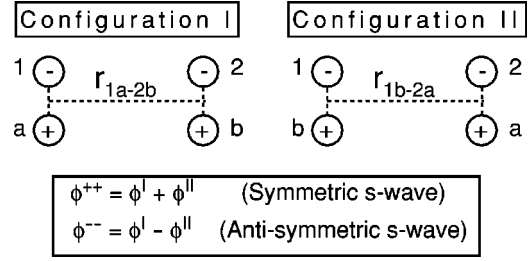 Configuration I Configuration II
1 - - 2 1 - - 2
r1a-2b r1b-2a
a + + b b + + a
ϕ++ = ϕI + ϕII (Symmetric s-wave)
ϕ-- = ϕI - ϕII (Anti-symmetric s-wave)